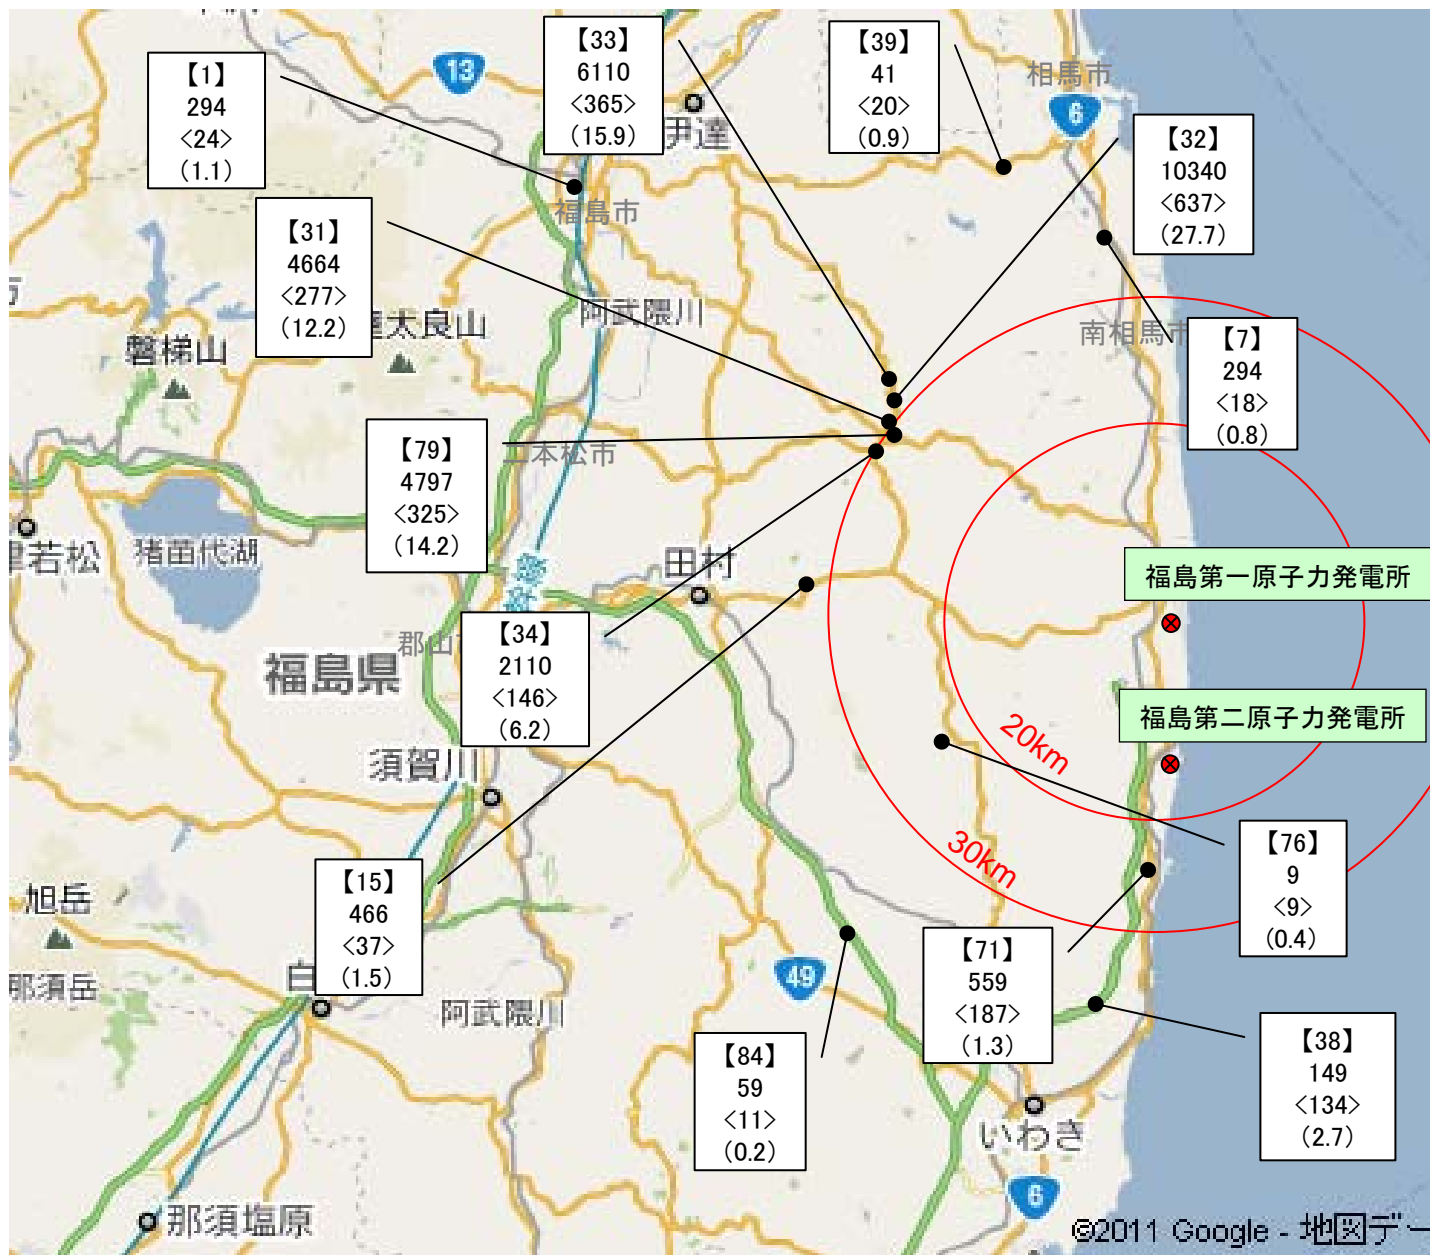 【33】
6110
<365>
(15.9)
【39】
41
<20>
(0.9)
【1】
294
<24>
(1.1)
13
伊達
相馬市
6
【32】
10340
<637>
(27.7)
福島市
【31】
4664
<277>
(12.2)
阿武隈川
南相馬市
【7】
294
<18>
(0.8)
磐梯山
太良山
【79】
4797
<325>
(14.2)
二本松市
猪苗代湖
若松
田村
福島第一原子力発電所
郡山
【34】
2110
<146>
(6.2)
福島県
福島第二原子力発電所
20km
須賀川
30km
【76】
9
<9>
(0.4)
【15】
466
<37>
(1.5)
旭岳
那須岳
白
阿武隈川
49
【71】
559
<187>
(1.3)
【84】
59
<11>
(0.2)
【38】
149
<134>
(2.7)
いわき
6
那須塩原
©2011 Google - 地図デー